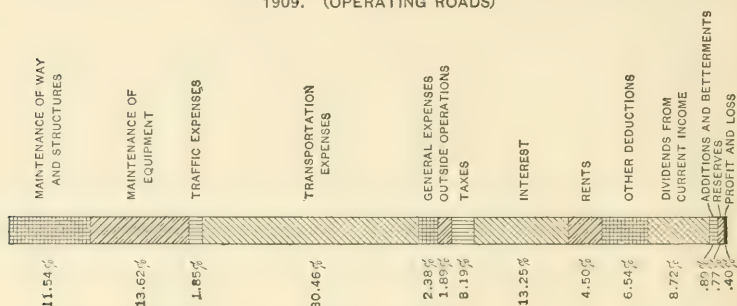 1909. (OPERATING ROADS)
MAINTENANCE OF WAY
AND STRUCTURES
MAINTENANCE OF
EQUIPMENT
TRAFFIC EXPENSES
TRANSPORTATION
EXPENSES
GENERAL EXPENSES
OUTSIDE OPERATIONS
TAXES
INTEREST
RENTS
OTHER DEDUCTIONS
DIVIDENDS FROM
CURRENT INCOME
ADDITIONS AND BETTERMENTS
RESERVES
PROFIT AND LOSS
11.54%
13.62%
1.85%
30.46%
2.38%
1.89%
3.19%
13.25%
4.50%
6.54%
8.72%
.89%
.77%
.40%